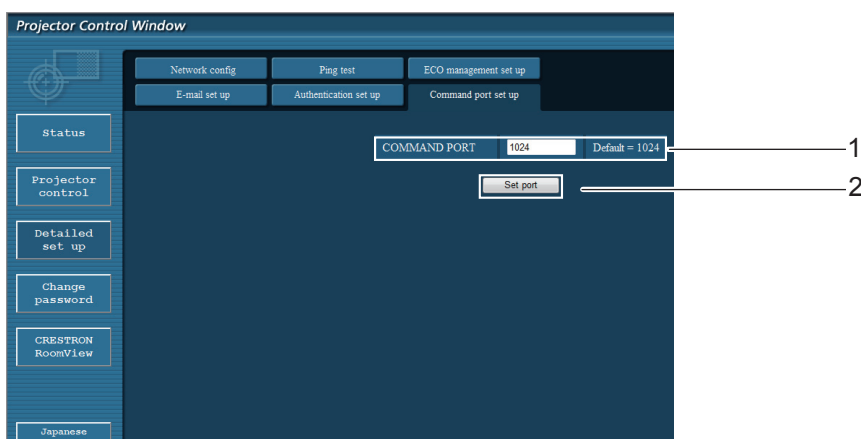 Projector Control Window
Network config
Ping test
ECO management set up
E-mail set up
Authentication set up
Command port set up
Status
Projector
control
Detailed
set up
Change
password
CRESTRON
RoomView
Japanese
COMMAND PORT 1024 Default = 1024
Set port
1
2